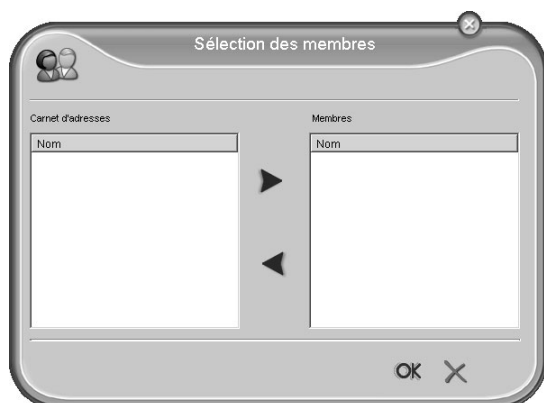 Sélection des membres
Carnet d'adresses
Membres
Nom
Nom
OK